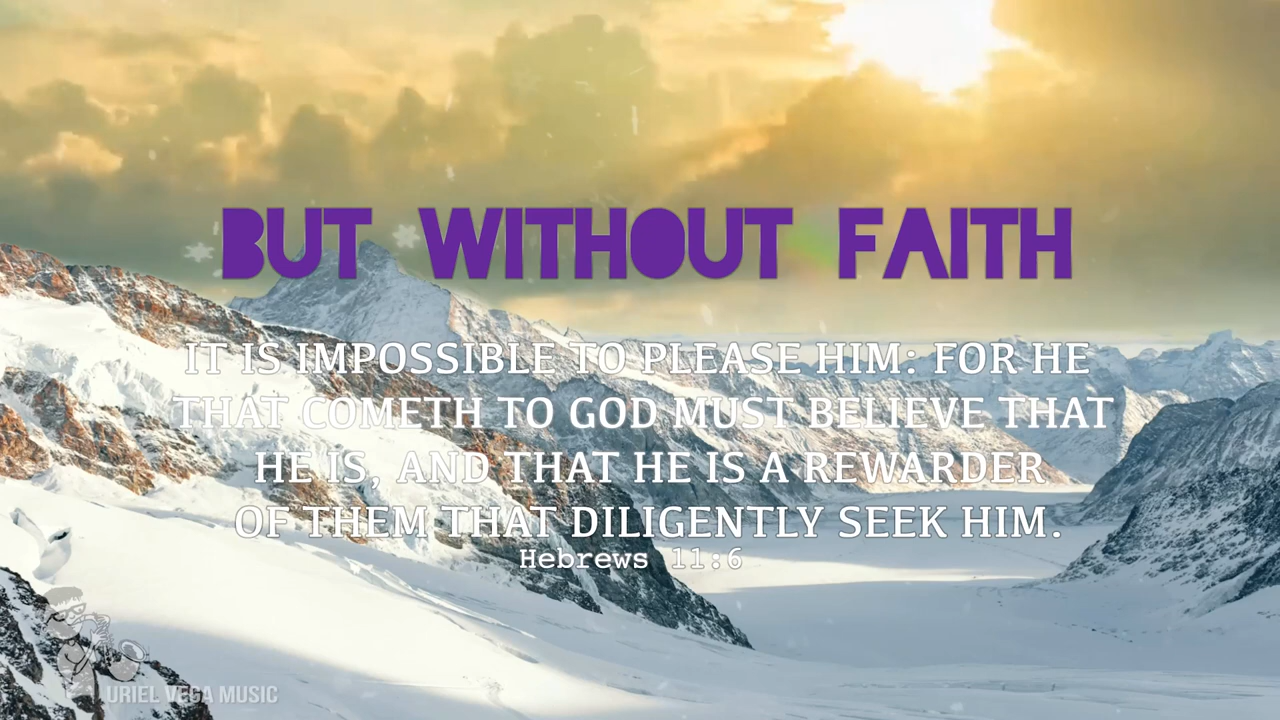 BUT WITHOUT FAITH
IT IS IMPOSSIBLE TO PLEASE HIM: FOR HE
THAT COMETH TO GOD MUST BELIEVE THAT
HE IS, AND THAT HE IS A REWARDER
OF THEM THAT DILIGENTLY SEEK HIM.
Hebrews 11:6
URIEL VEGA MUSIC